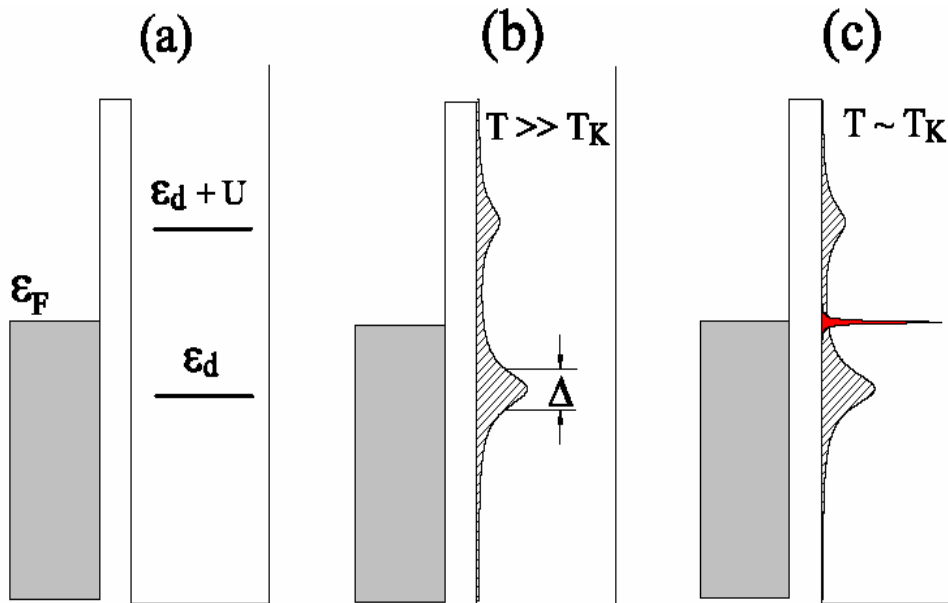 (a)
(b)
(c)
T >> T_K
T ~ T_K
ε_d + U
ε_F
ε_d
Δ